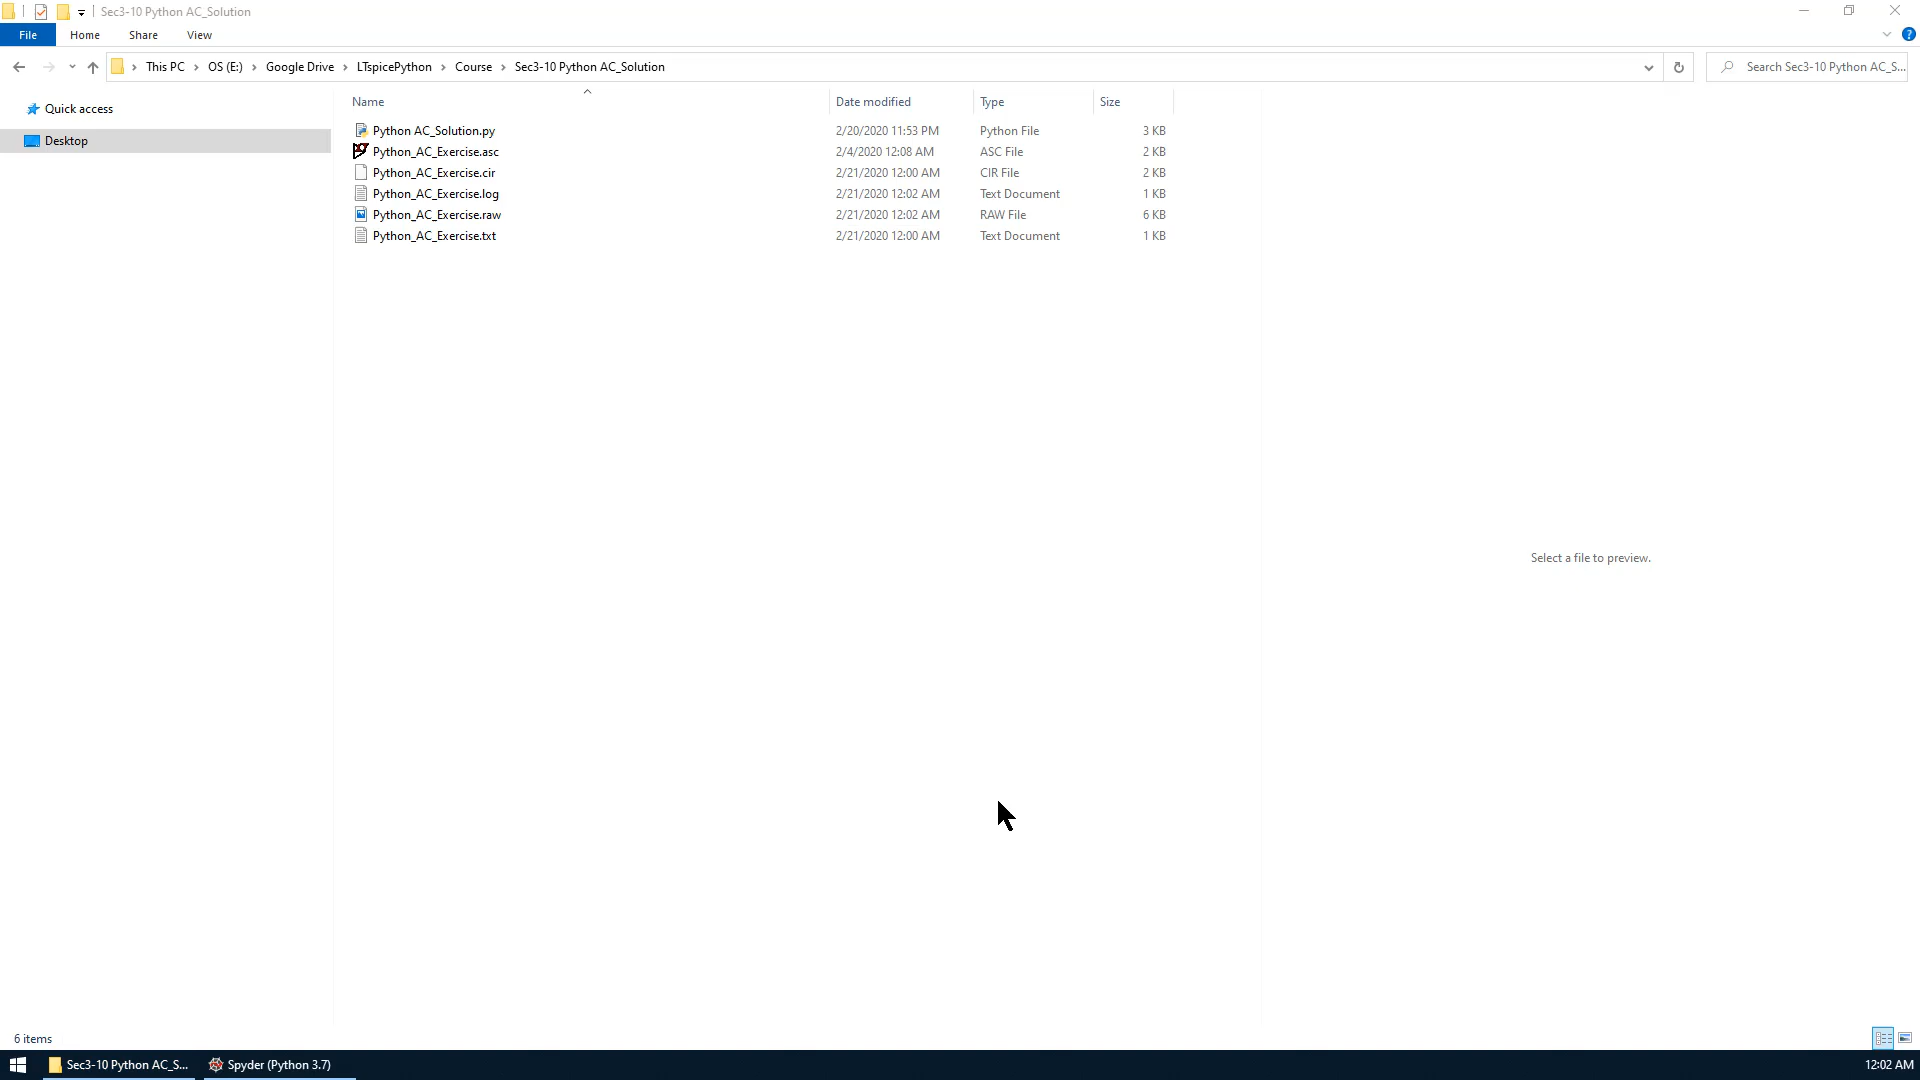 Sec3-10 Python AC_Solution
File Home Share View
This PC OS (E:) Google Drive LTspicePython Course Sec3-10 Python AC_Solution Search Sec3-10 Python AC_S...
Quick access
Desktop
Name Date modified Type Size
Python AC_Solution.py 2/20/2020 11:53 PM Python File 3 KB
Python_AC_Exercise.asc 2/4/2020 12:08 AM ASC File 2 KB
Python_AC_Exercise.cir 2/21/2020 12:00 AM CIR File 2 KB
Python_AC_Exercise.log 2/21/2020 12:02 AM Text Document 1 KB
Python_AC_Exercise.raw 2/21/2020 12:02 AM RAW File 6 KB
Python_AC_Exercise.txt 2/21/2020 12:00 AM Text Document 1 KB
Select a file to preview.
6 items
Sec3-10 Python AC_S... Spyder (Python 3.7) 12:02 AM